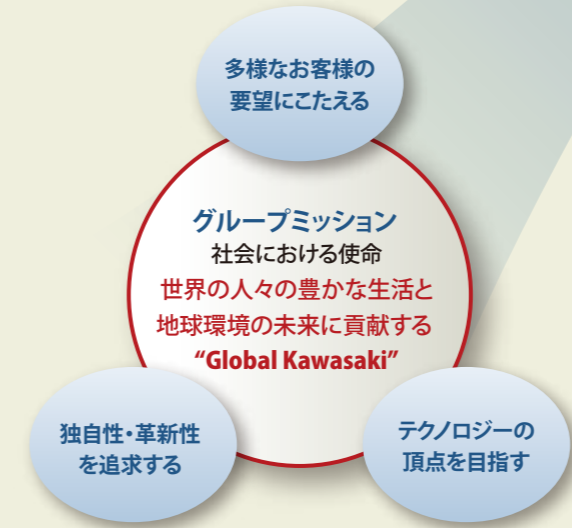 多様なお客様の
要望にこたえる
グループミッション
社会における使命
世界の人々の豊かな生活と
地球環境の未来に貢献する
“Global Kawasaki”
独自性・革新性
を追求する
テクノロジーの
頂点を目指す